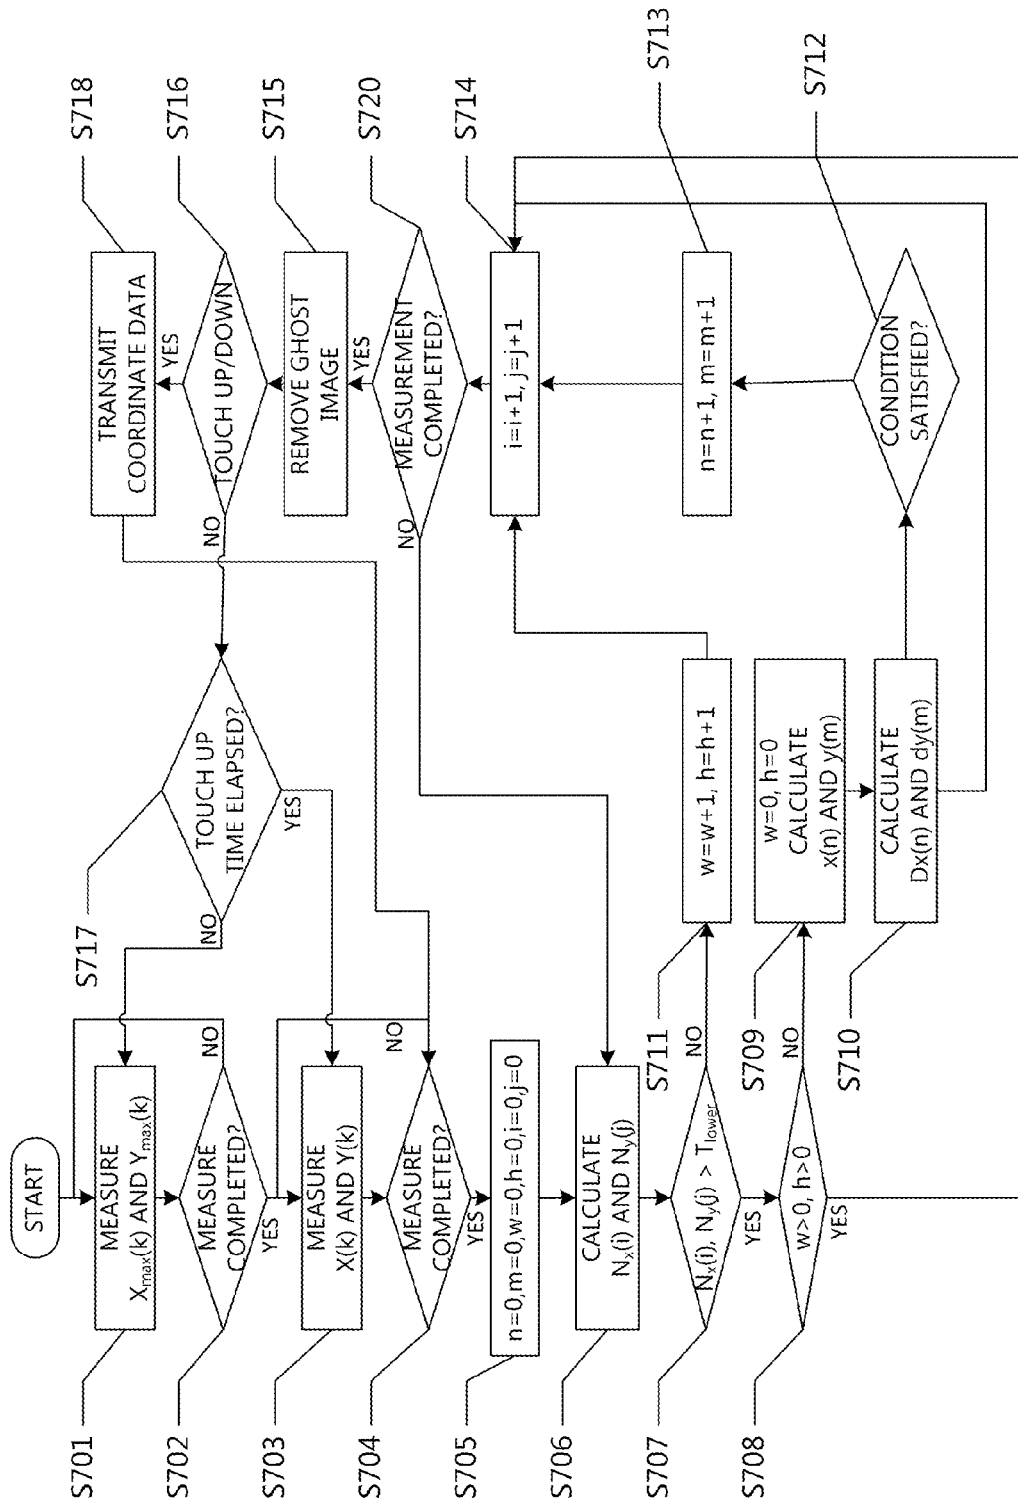 START
MEASURE
Xmax(k) AND Ymax(k)
S701
MEASURE
COMPLETED?
NO
YES
S702
MEASURE
X(k) AND Y(k)
S703
MEASURE
COMPLETED?
NO
YES
S704
n=0,m=0,w=0,h=0,i=0,j=0
S705
CALCULATE
Nx(i) AND Ny(j)
S706
Nx(i), Ny(j) > Tlower
NO
YES
S707
w>0, h>0
NO
YES
S708
w=w+1, h=h+1
S711
w=0, h=0
CALCULATE
x(n) AND y(m)
S709
CALCULATE
Dx(n) AND dy(m)
S710
CONDITION
SATISFIED?
S712
n=n+1, m=m+1
S713
i=i+1, j=j+1
S714
MEASUREMENT
COMPLETED?
NO
YES
S720
REMOVE GHOST
IMAGE
S715
TOUCH UP/DOWN
NO
YES
S716
TRANSMIT
COORDINATE DATA
S718
TOUCH UP
TIME ELAPSED?
NO
YES
S717